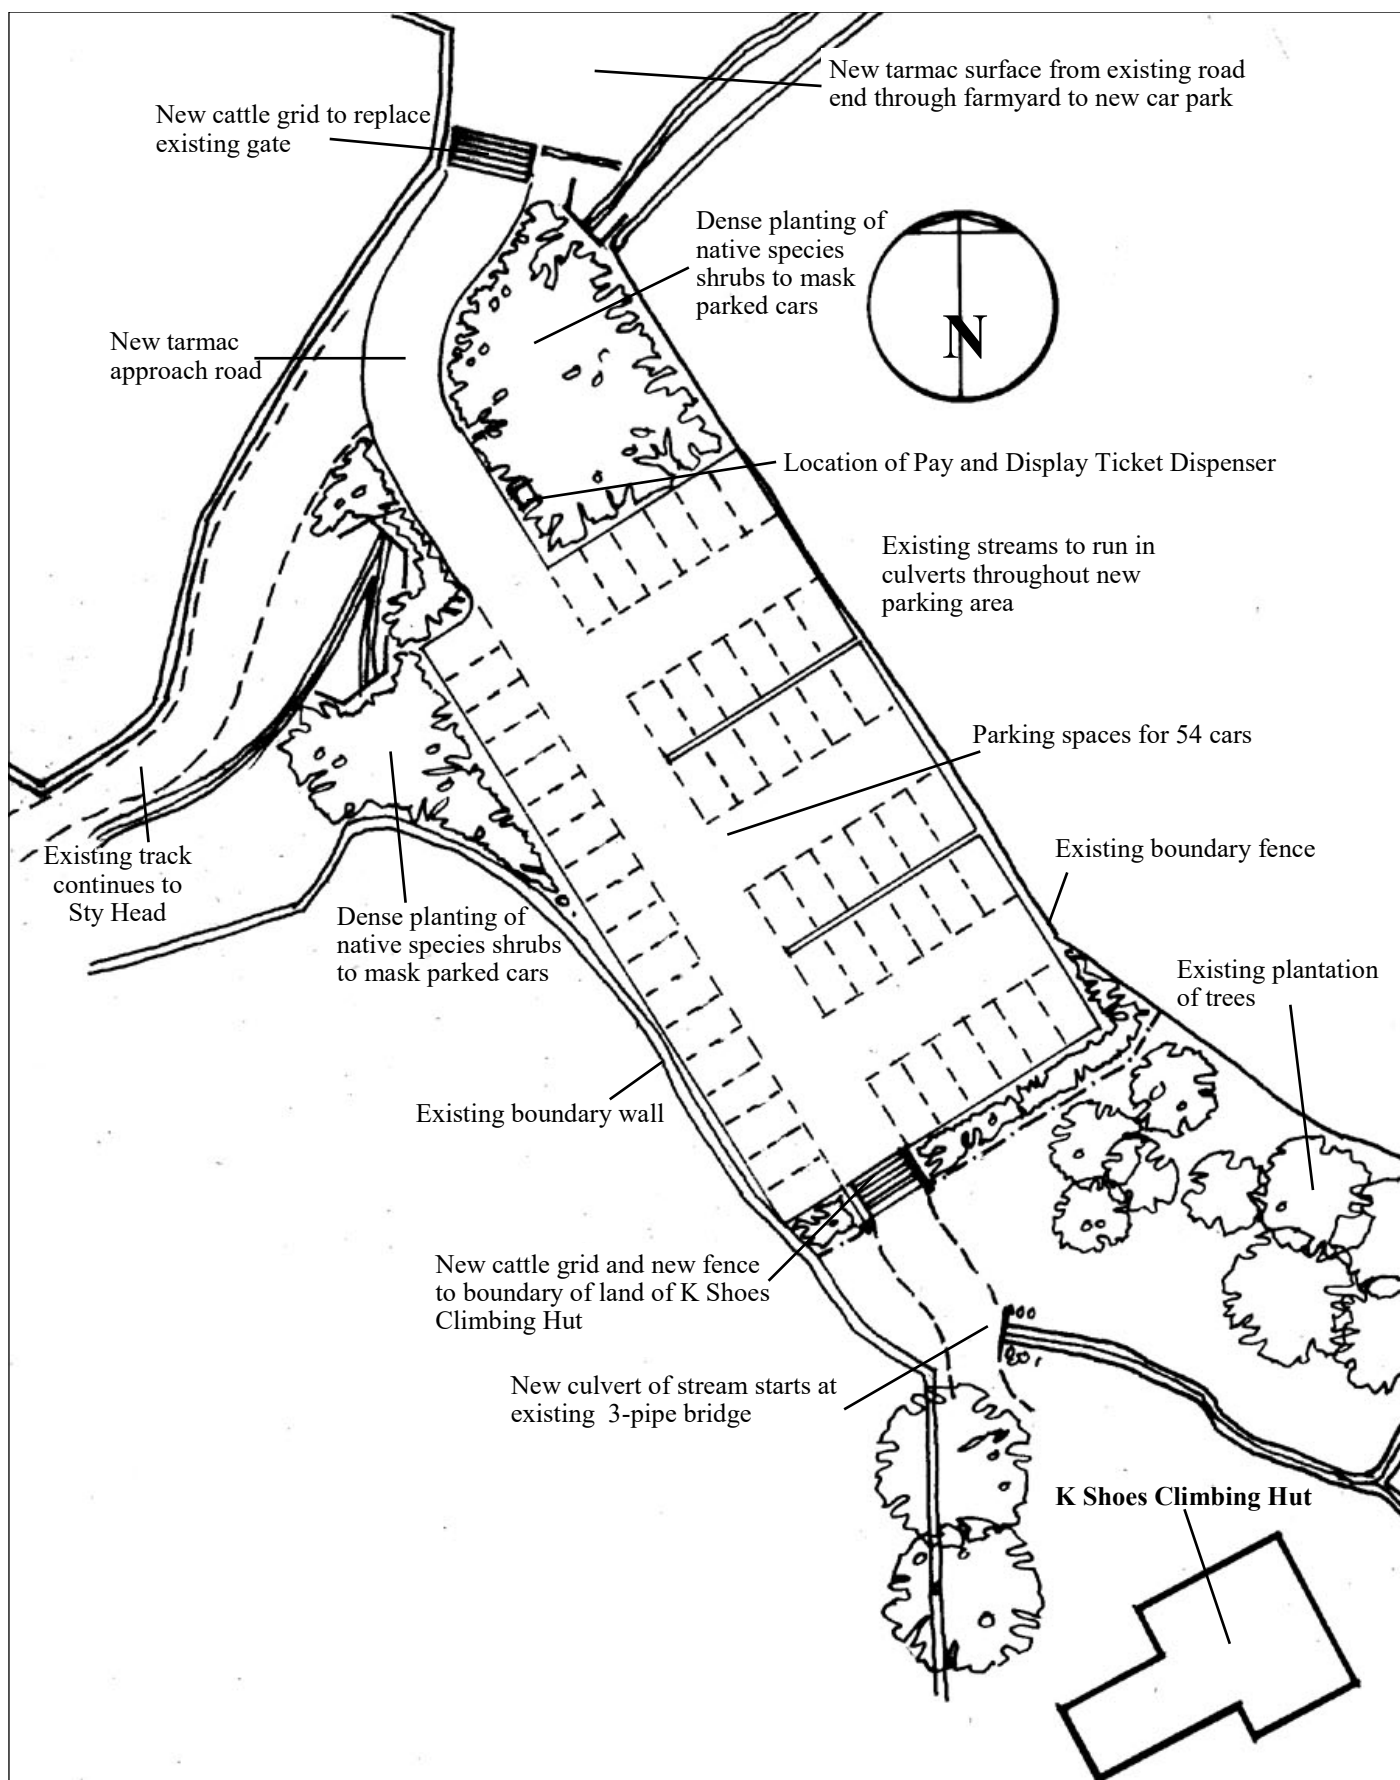 New tarmac surface from existing road
end through farmyard to new car park
New cattle grid to replace
existing gate
Dense planting of
native species
shrubs to mask
parked cars
N
New tarmac
approach road
Location of Pay and Display Ticket Dispenser
Existing streams to run in
culverts throughout new
parking area
Parking spaces for 54 cars
Existing boundary fence
Existing track
continues to
Sty Head
Dense planting of
native species shrubs
to mask parked cars
Existing plantation
of trees
Existing boundary wall
New cattle grid and new fence
to boundary of land of K Shoes
Climbing Hut
New culvert of stream starts at
existing 3-pipe bridge
K Shoes Climbing Hut